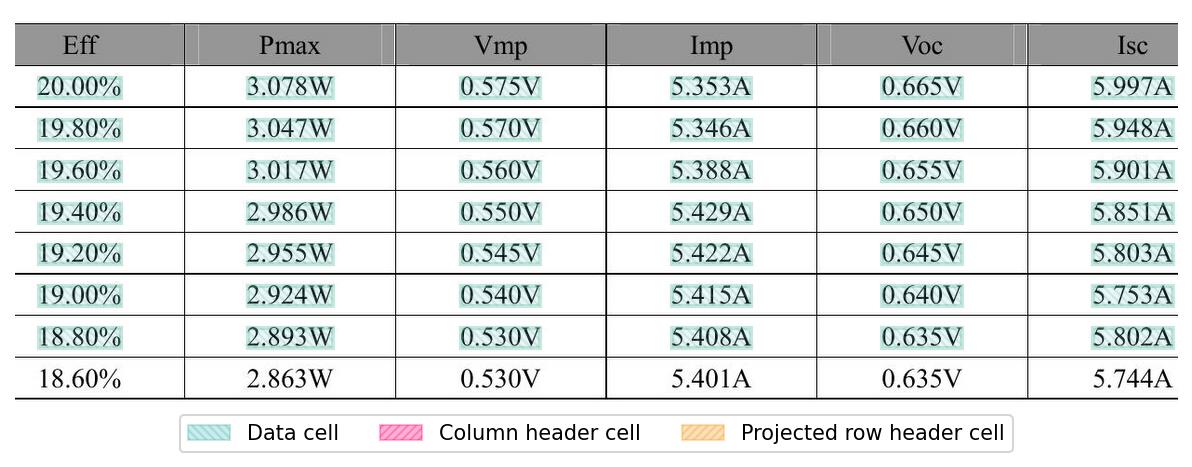 Eff Pmax Vmp Imp Voc Isc
20.00% 3.078W 0.575V 5.353A 0.665V 5.997A
19.80% 3.047W 0.570V 5.346A 0.660V 5.948A
19.60% 3.017W 0.560V 5.388A 0.655V 5.901A
19.40% 2.986W 0.550V 5.429A 0.650V 5.851A
19.20% 2.955W 0.545V 5.422A 0.645V 5.803A
19.00% 2.924W 0.540V 5.415A 0.640V 5.753A
18.80% 2.893W 0.530V 5.408A 0.635V 5.802A
18.60% 2.863W 0.530V 5.401A 0.635V 5.744A
Data cell Column header cell Projected row header cell